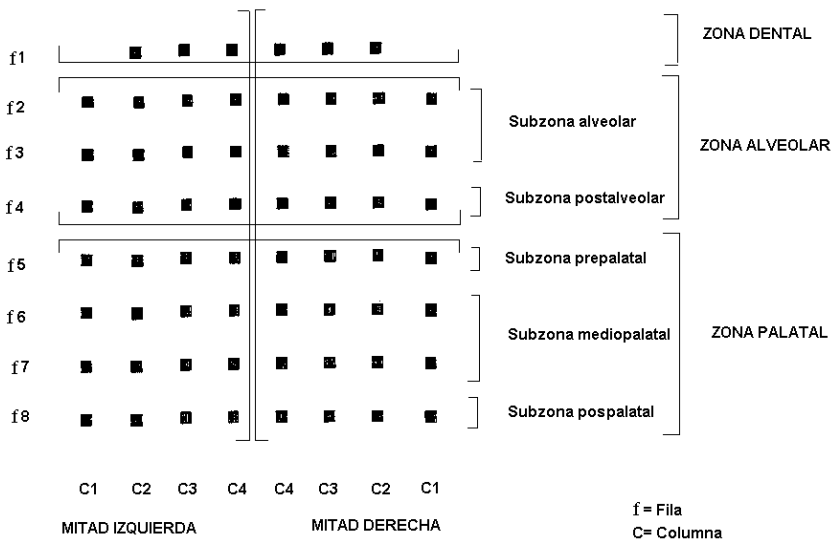 ZONA DENTAL
f1
f2
Subzona alveolar
f3
ZONA ALVEOLAR
f4
Subzona postalveolar
f5
Subzona prepalatal
f6
Subzona mediopalatal
ZONA PALATAL
f7
f8
Subzona pospalatal
C1 C2 C3 C4 C4 C3 C2 C1
MITAD IZQUIERDA MITAD DERECHA
f = Fila
C= Columna